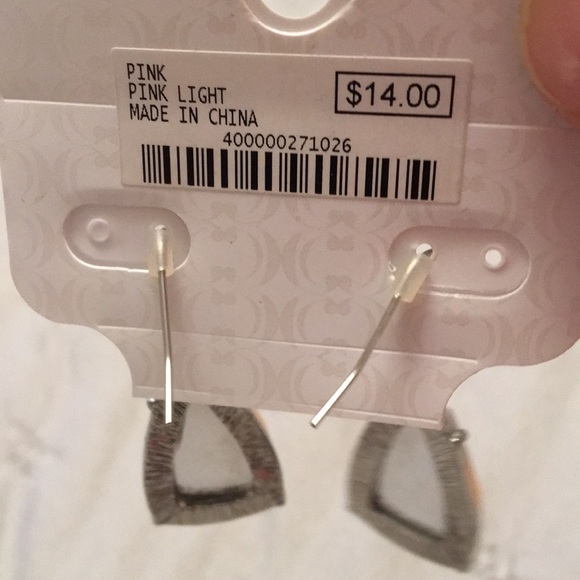 PINK
PINK LIGHT
MADE IN CHINA
$14.00
400000271026